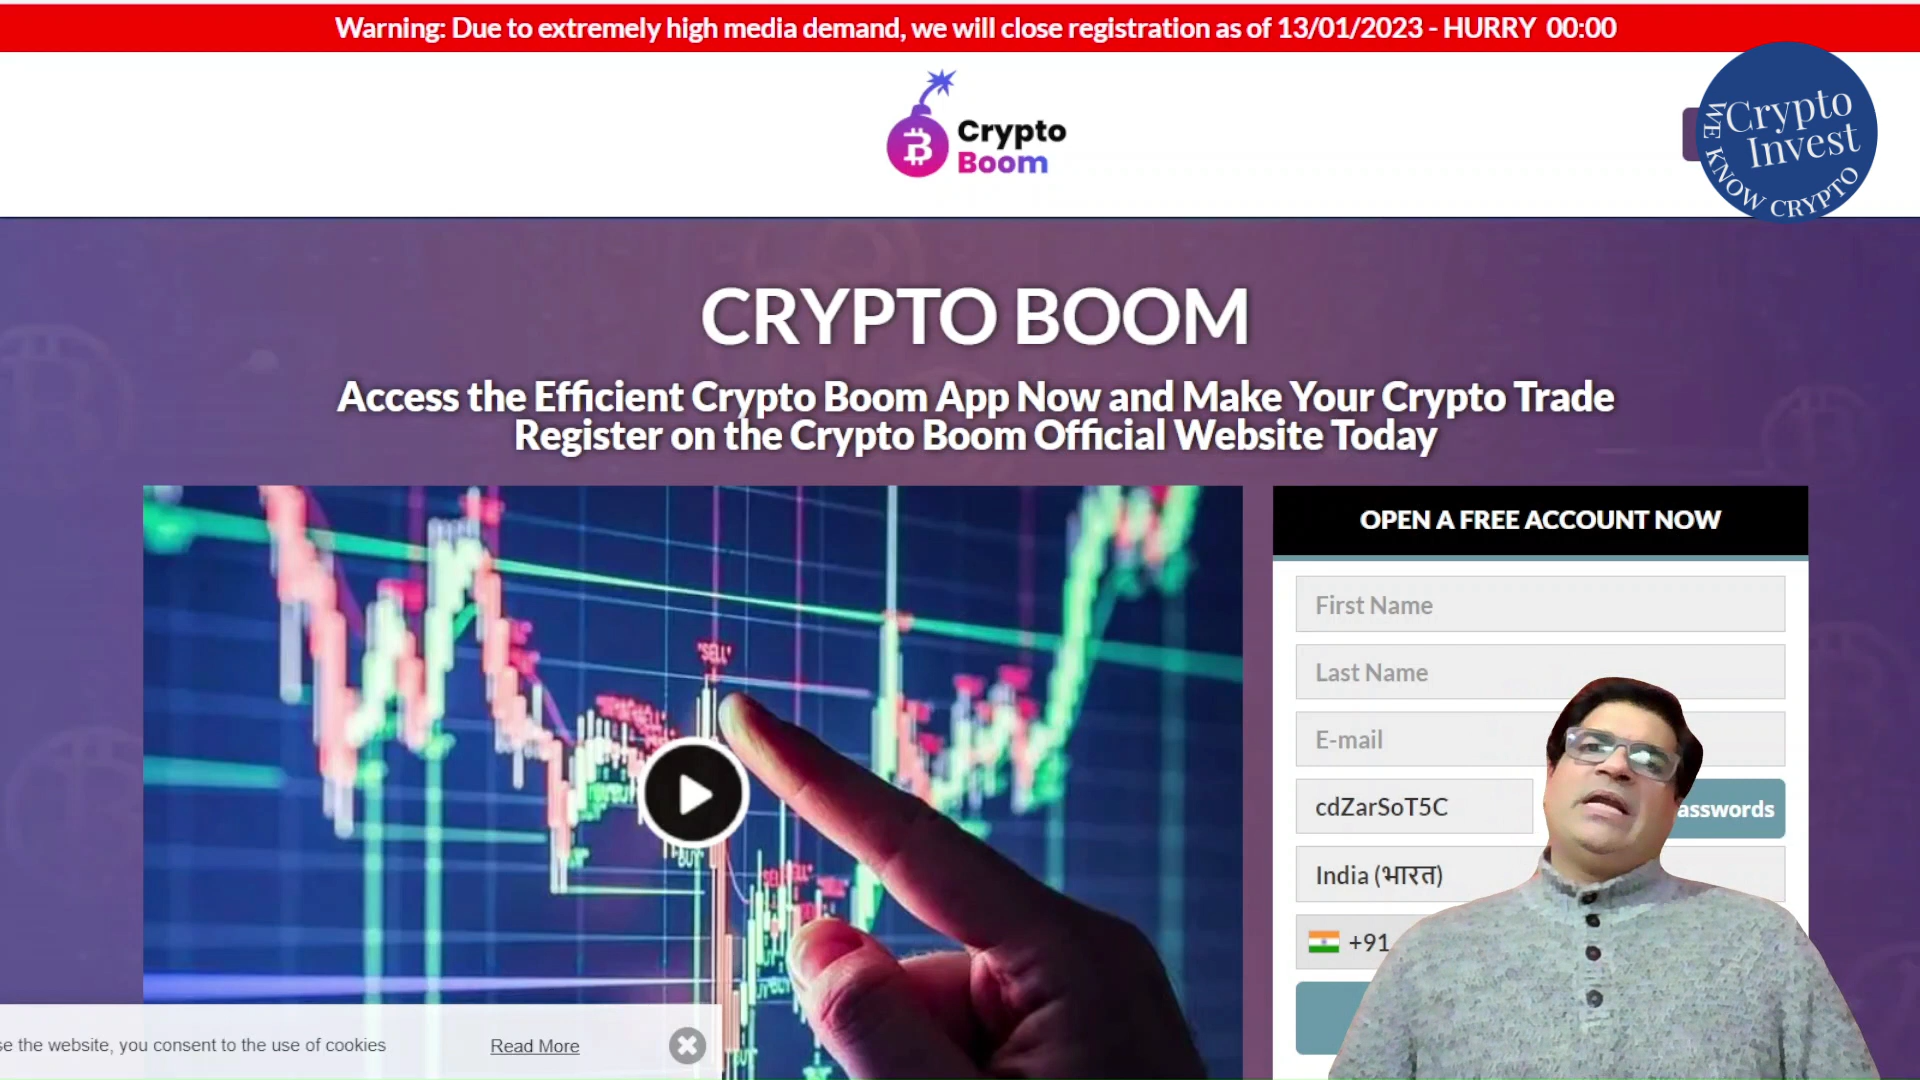 Warning: Due to extremely high media demand, we will close registration as of 13/01/2023 - HURRY 00:00
Crypto
Boom
WE KNOW CRYPTO
Crypto
Invest
CRYPTO BOOM
Access the Efficient Crypto Boom App Now and Make Your Crypto Trade
Register on the Crypto Boom Official Website Today
"SELL"
BUY
OPEN A FREE ACCOUNT NOW
First Name
Last Name
E-mail
cdZarSoT5C
asswords
India (भारत)
+91
se the website, you consent to the use of cookies
Read More